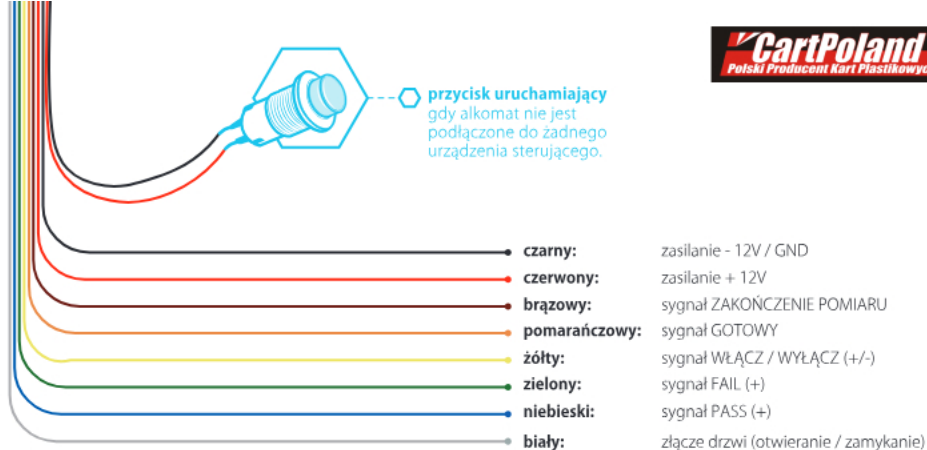 CartPoland
Polski Producent Kart Plastikowyc
przycisk uruchamiający
gdy alkomat nie jest
podłączone do żadnego
urządzenia sterującego.
czarny: zasilanie - 12V / GND
czerwony: zasilanie + 12V
brązowy: sygnał ZAKOŃCZENIE POMIARU
pomarańczowy: sygnał GOTOWY
żółty: sygnał WŁĄCZ / WYŁĄCZ (+/-)
zielony: sygnał FAIL (+)
niebieski: sygnał PASS (+)
biały: złącze drzwi (otwieranie / zamykanie)